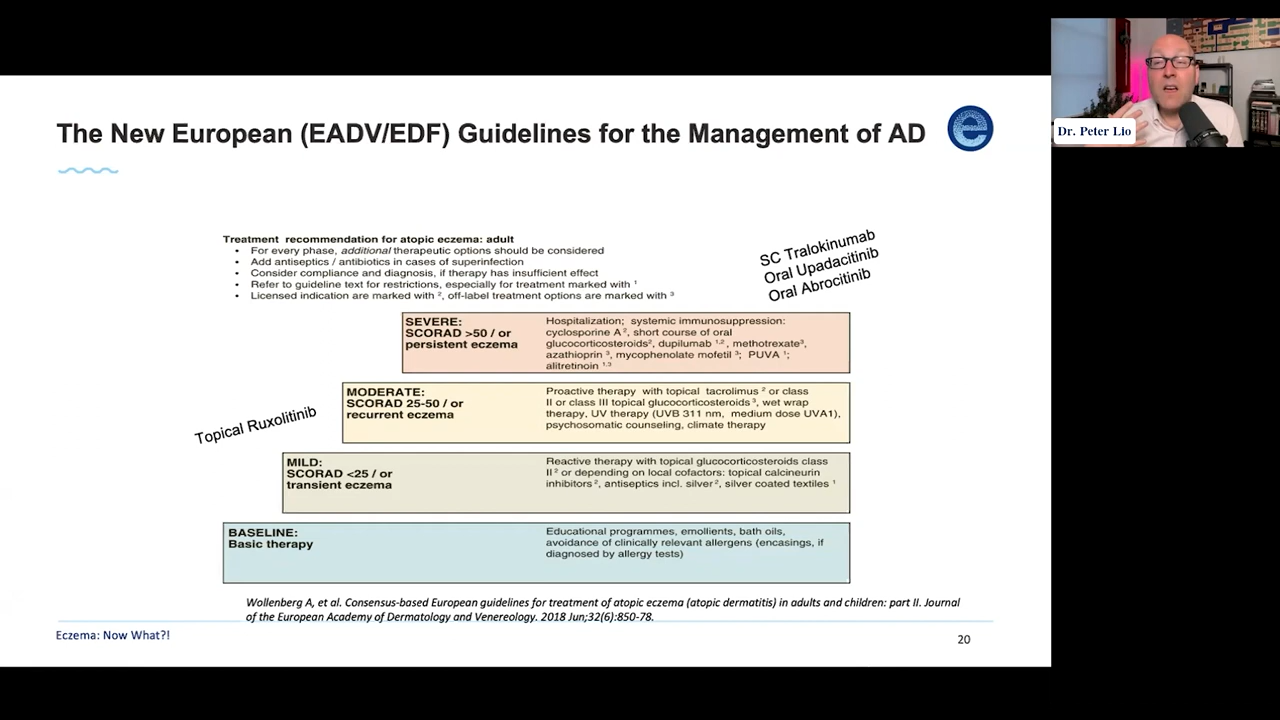 The New European (EADV/EDF) Guidelines for the Management of AD
e
Dr. Peter Lio
Treatment recommendation for atopic eczema: adult
• For every phase, additional therapeutic options should be considered
• Add antiseptics / antibiotics in cases of superinfection
• Consider compliance and diagnosis, if therapy has insufficient effect
• Refer to guideline text for restrictions, especially for treatment marked with ¹
• Licensed indication are marked with ², off-label treatment options are marked with ³
SC Tralokinumab
Oral Upadacitinib
Oral Abrocitinib
SEVERE:
SCORAD >50 / or
persistent eczema
Hospitalization; systemic immunosuppression:
cyclosporine A², short course of oral
glucocorticosteroids², dupilumab ¹˒², methotrexate³,
azathioprin ³, mycophenolate mofetil ³; PUVA ¹;
alitretinoin ¹˒³
MODERATE:
SCORAD 25-50 / or
recurrent eczema
Proactive therapy with topical tacrolimus ² or class
II or class III topical glucocorticosteroids ³, wet wrap
therapy, UV therapy (UVB 311 nm, medium dose UVA1),
psychosomatic counseling, climate therapy
Topical Ruxolitinib
MILD:
SCORAD <25 / or
transient eczema
Reactive therapy with topical glucocorticosteroids class
II ² or depending on local cofactors: topical calcineurin
inhibitors ², antiseptics incl. silver ², silver coated textiles ¹
BASELINE:
Basic therapy
Educational programmes, emollients, bath oils,
avoidance of clinically relevant allergens (encasings, if
diagnosed by allergy tests)
Wollenberg A, et al. Consensus-based European guidelines for treatment of atopic eczema (atopic dermatitis) in adults and children: part II. Journal
of the European Academy of Dermatology and Venereology. 2018 Jun;32(6):850-78.
Eczema: Now What?!
20